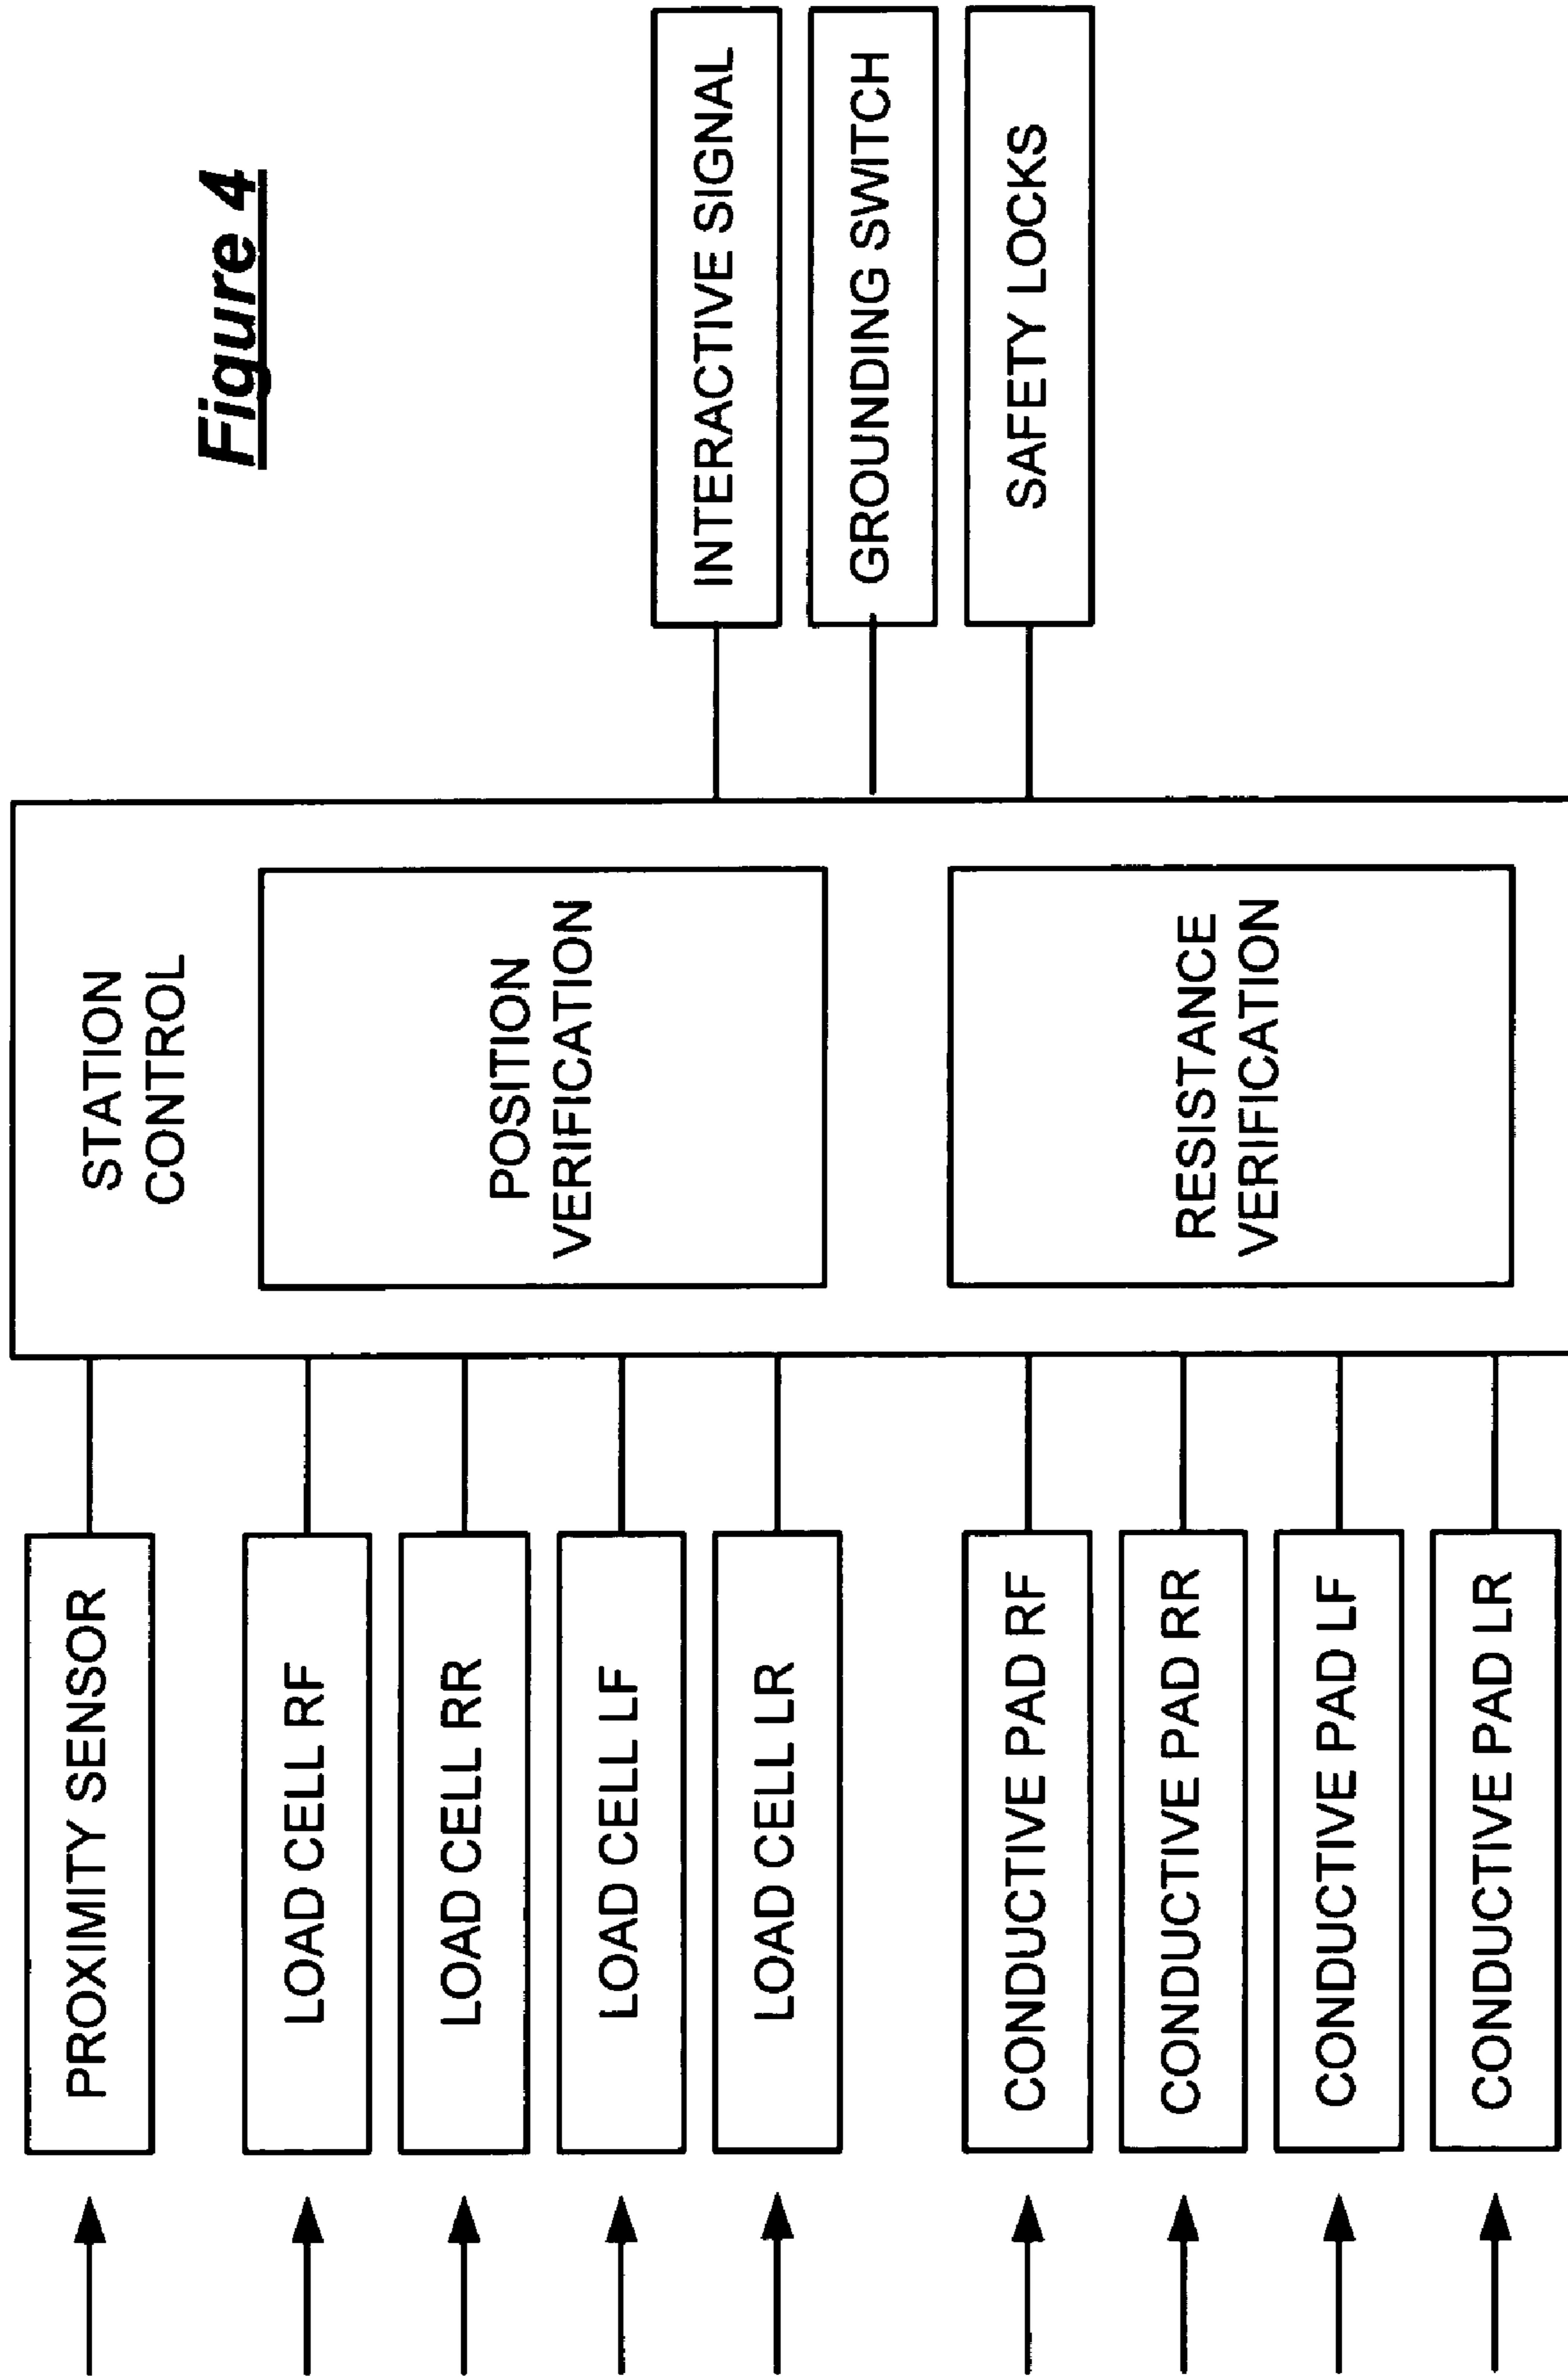 Figure 4
PROXIMITY SENSOR
LOAD CELL RF
LOAD CELL RR
LOAD CELL LF
LOAD CELL LR
CONDUCTIVE PAD RF
CONDUCTIVE PAD RR
CONDUCTIVE PAD LF
CONDUCTIVE PAD LR
STATION
CONTROL
POSITION
VERIFICATION
RESISTANCE
VERIFICATION
INTERACTIVE SIGNAL
GROUNDING SWITCH
SAFETY LOCKS